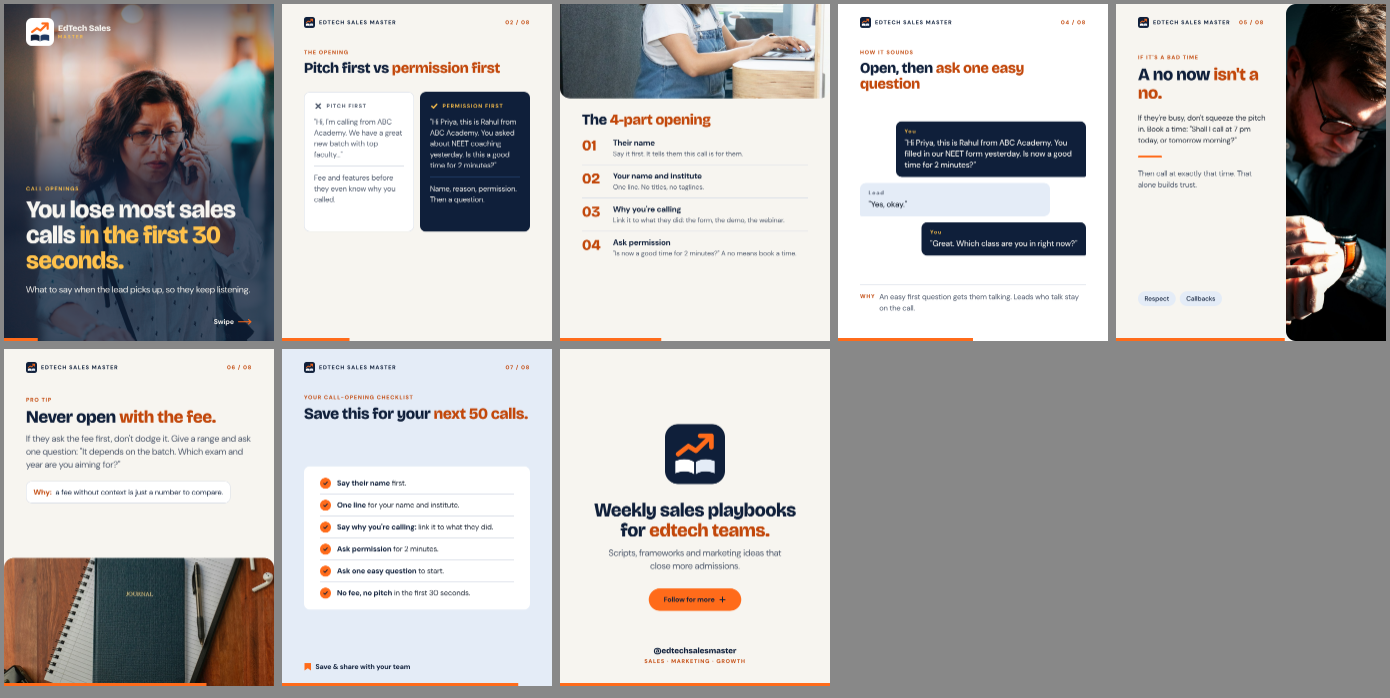 EdTech Sales
MASTER
CALL OPENINGS
You lose most sales
calls in the first 30
seconds.
What to say when the lead picks up, so they keep listening.
Swipe
EDTECH SALES MASTER
02 / 08
THE OPENING
Pitch first vs permission first
PITCH FIRST
"Hi, I'm calling from ABC
Academy. We have a great
new batch with top
faculty..."
Fee and features before
they even know why you
called.
PERMISSION FIRST
"Hi Priya, this is Rahul from
ABC Academy. You asked
about NEET coaching
yesterday. Is this a good
time for 2 minutes?"
Name, reason, permission.
Then a question.
The 4-part opening
01
Their name
Say it first. It tells them this call is for them.
02
Your name and institute
One line. No titles, no taglines.
03
Why you're calling
Link it to what they did: the form, the demo, the webinar.
04
Ask permission
"Is now a good time for 2 minutes?" A no means book a time.
EDTECH SALES MASTER
04 / 08
HOW IT SOUNDS
Open, then ask one easy
question
You
"Hi Priya, this is Rahul from ABC Academy. You
filled in our NEET form yesterday. Is now a good
time for 2 minutes?"
Lead
"Yes, okay."
You
"Great. Which class are you in right now?"
WHY An easy first question gets them talking. Leads who talk stay
on the call.
EDTECH SALES MASTER
05 / 08
IF IT'S A BAD TIME
A no now isn't a
no.
If they're busy, don't squeeze the pitch
in. Book a time: "Shall I call at 7 pm
today, or tomorrow morning?"
Then call at exactly that time. That
alone builds trust.
Respect
Callbacks
EDTECH SALES MASTER
06 / 08
PRO TIP
Never open with the fee.
If they ask the fee first, don't dodge it. Give a range and ask
one question: "It depends on the batch. Which exam and
year are you aiming for?"
Why: a fee without context is just a number to compare.
JOURNAL
EDTECH SALES MASTER
07 / 08
YOUR CALL-OPENING CHECKLIST
Save this for your next 50 calls.
Say their name first.
One line for your name and institute.
Say why you're calling: link it to what they did.
Ask permission for 2 minutes.
Ask one easy question to start.
No fee, no pitch in the first 30 seconds.
Save & share with your team
Weekly sales playbooks
for edtech teams.
Scripts, frameworks and marketing ideas that
close more admissions.
Follow for more +
@edtechsalesmaster
SALES · MARKETING · GROWTH